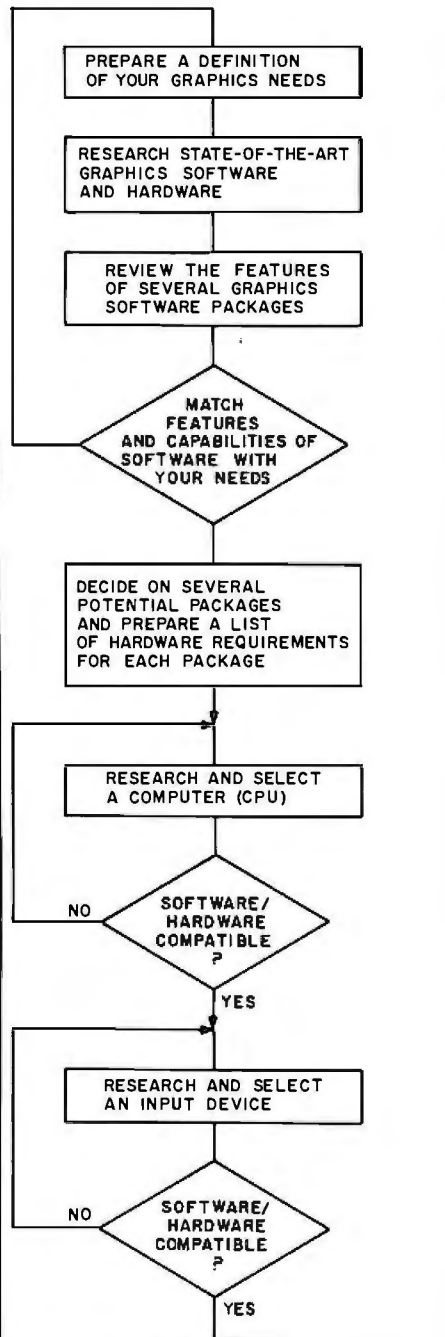 PREPARE A DEFINITION
OF YOUR GRAPHICS NEEDS
RESEARCH STATE-OF-THE-ART
GRAPHICS SOFTWARE
AND HARDWARE
REVIEW THE FEATURES
OF SEVERAL GRAPHICS
SOFTWARE PACKAGES
MATCH
FEATURES
AND CAPABILITIES OF
SOFTWARE WITH
YOUR NEEDS
DECIDE ON SEVERAL
POTENTIAL PACKAGES
AND PREPARE A LIST
OF HARDWARE REQUIREMENTS
FOR EACH PACKAGE
RESEARCH AND SELECT
A COMPUTER (CPU)
NO
SOFTWARE/
HARDWARE
COMPATIBLE
?
YES
RESEARCH AND SELECT
AN INPUT DEVICE
NO
SOFTWARE/
HARDWARE
COMPATIBLE
?
YES